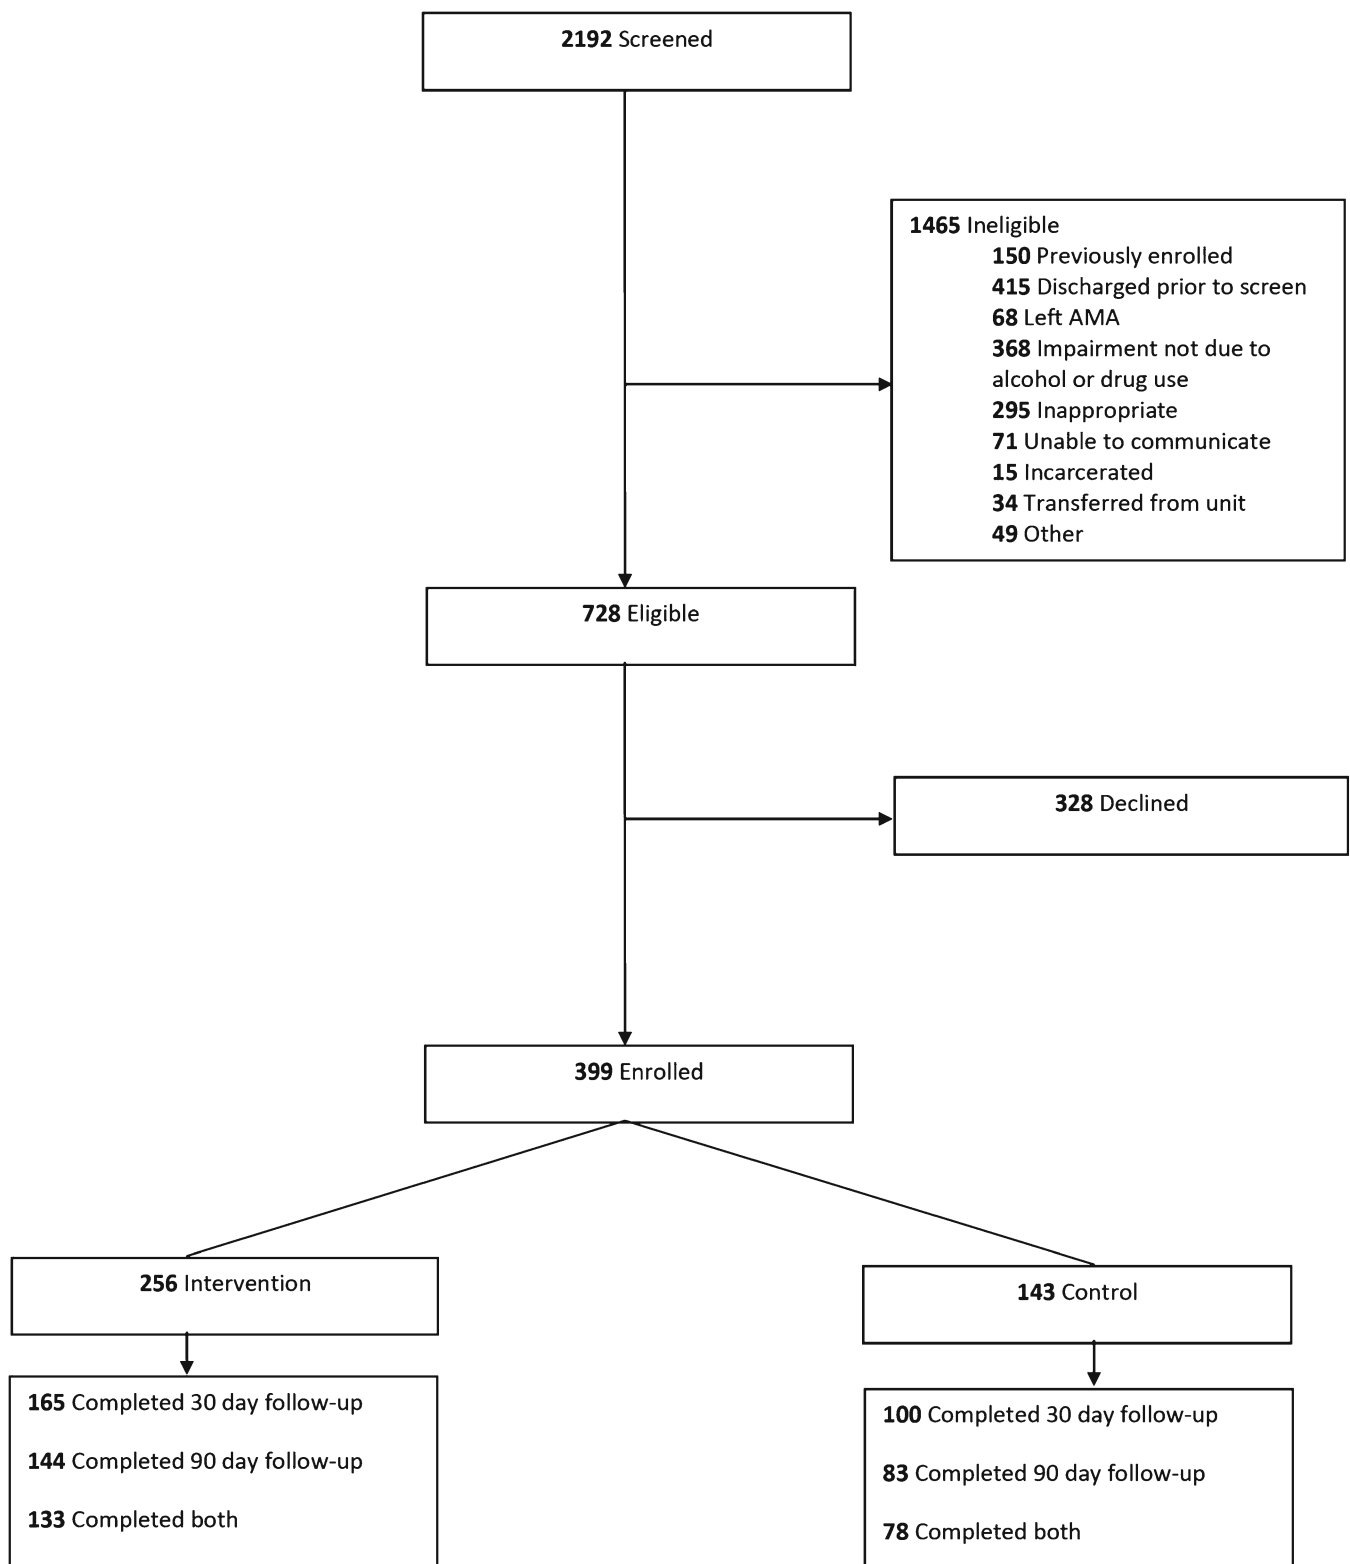 2192 Screened
1465 Ineligible
150 Previously enrolled
415 Discharged prior to screen
68 Left AMA
368 Impairment not due to
alcohol or drug use
295 Inappropriate
71 Unable to communicate
15 Incarcerated
34 Transferred from unit
49 Other
728 Eligible
328 Declined
399 Enrolled
256 Intervention
143 Control
165 Completed 30 day follow-up
144 Completed 90 day follow-up
133 Completed both
100 Completed 30 day follow-up
83 Completed 90 day follow-up
78 Completed both